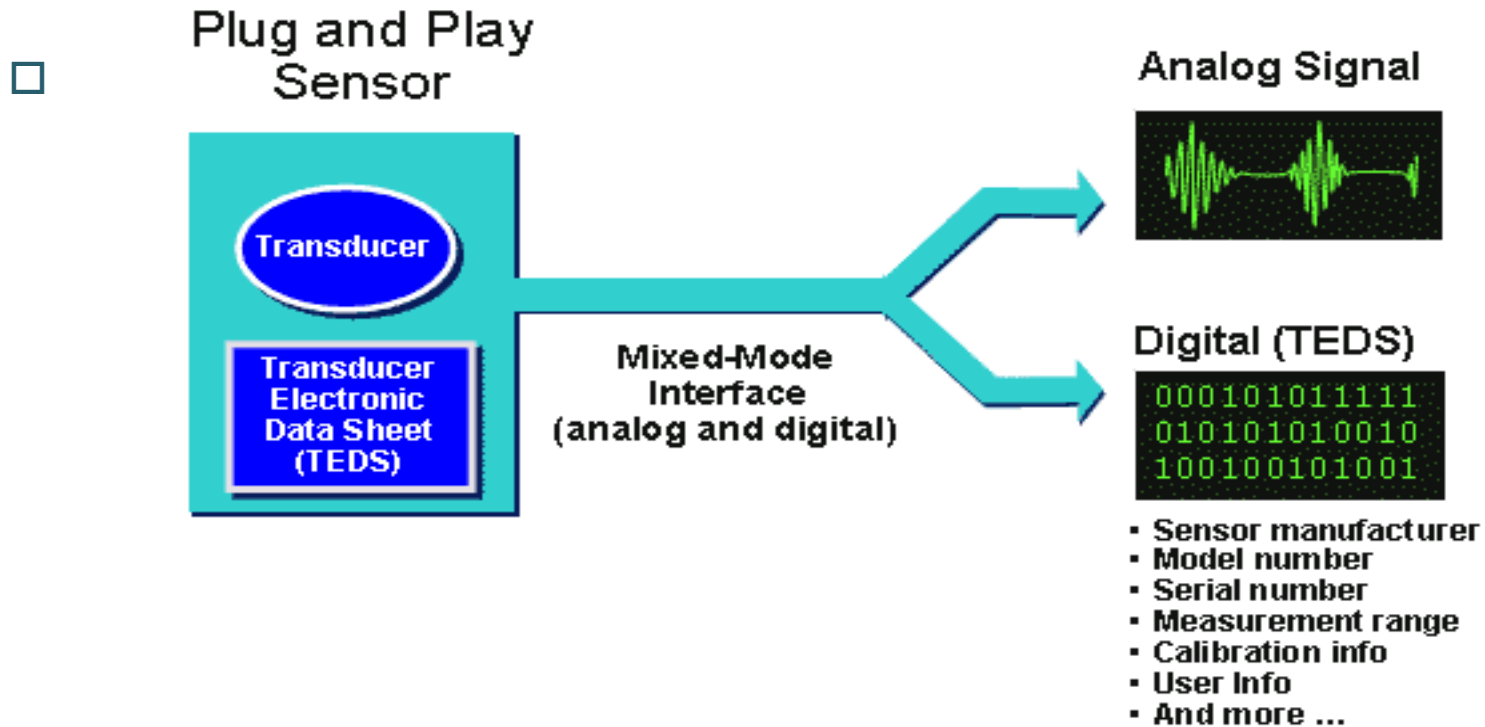 Plug and Play
Sensor
Transducer
Transducer
Electronic
Data Sheet
(TEDS)
Mixed-Mode
Interface
(analog and digital)
Analog Signal
Digital (TEDS)
000101011111
010101010010
100100101001
▪ Sensor manufacturer
▪ Model number
▪ Serial number
▪ Measurement range
▪ Calibration info
▪ User Info
▪ And more ...